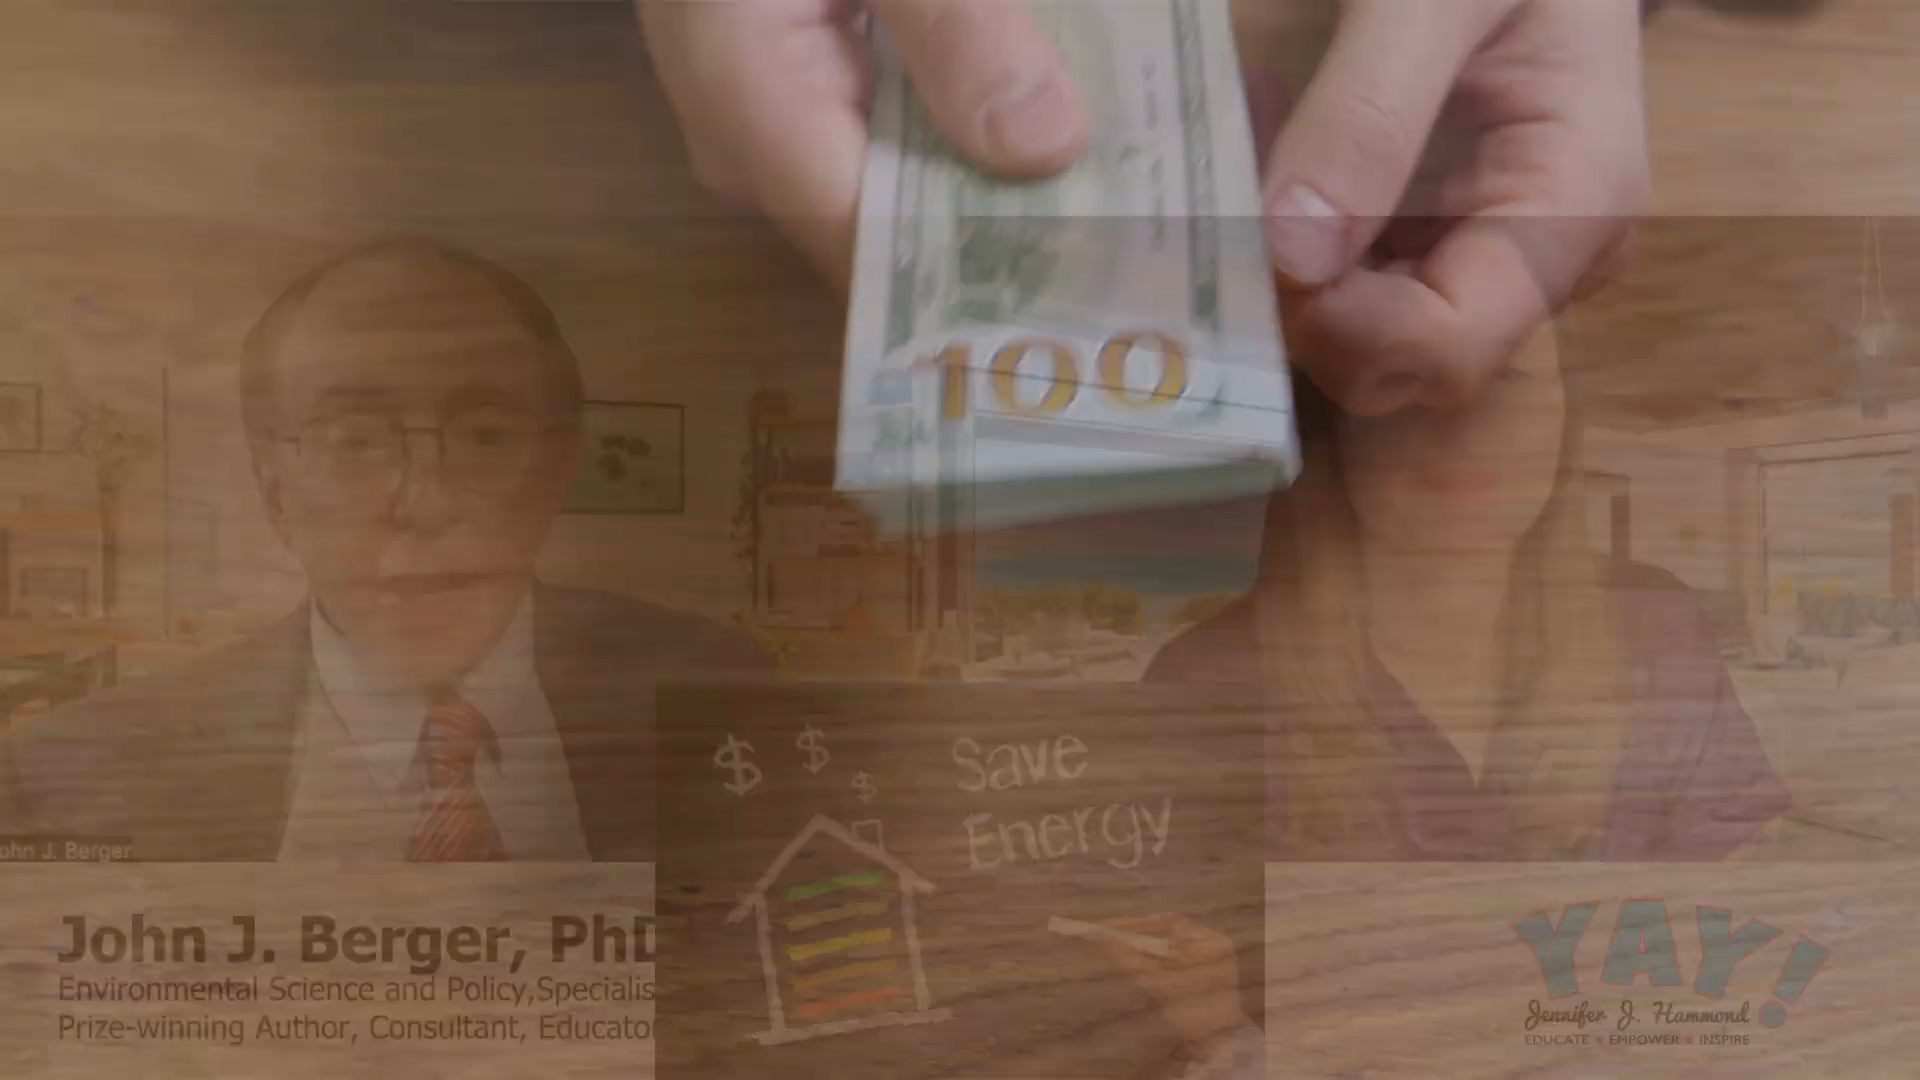 100
$ $ $
Save
Energy
ohn J. Berger
John J. Berger, PhD
Environmental Science and Policy,Specialis
Prize-winning Author, Consultant, Educator
YAY!
Jennifer J. Hammond
EDUCATE EMPOWER INSPIRE